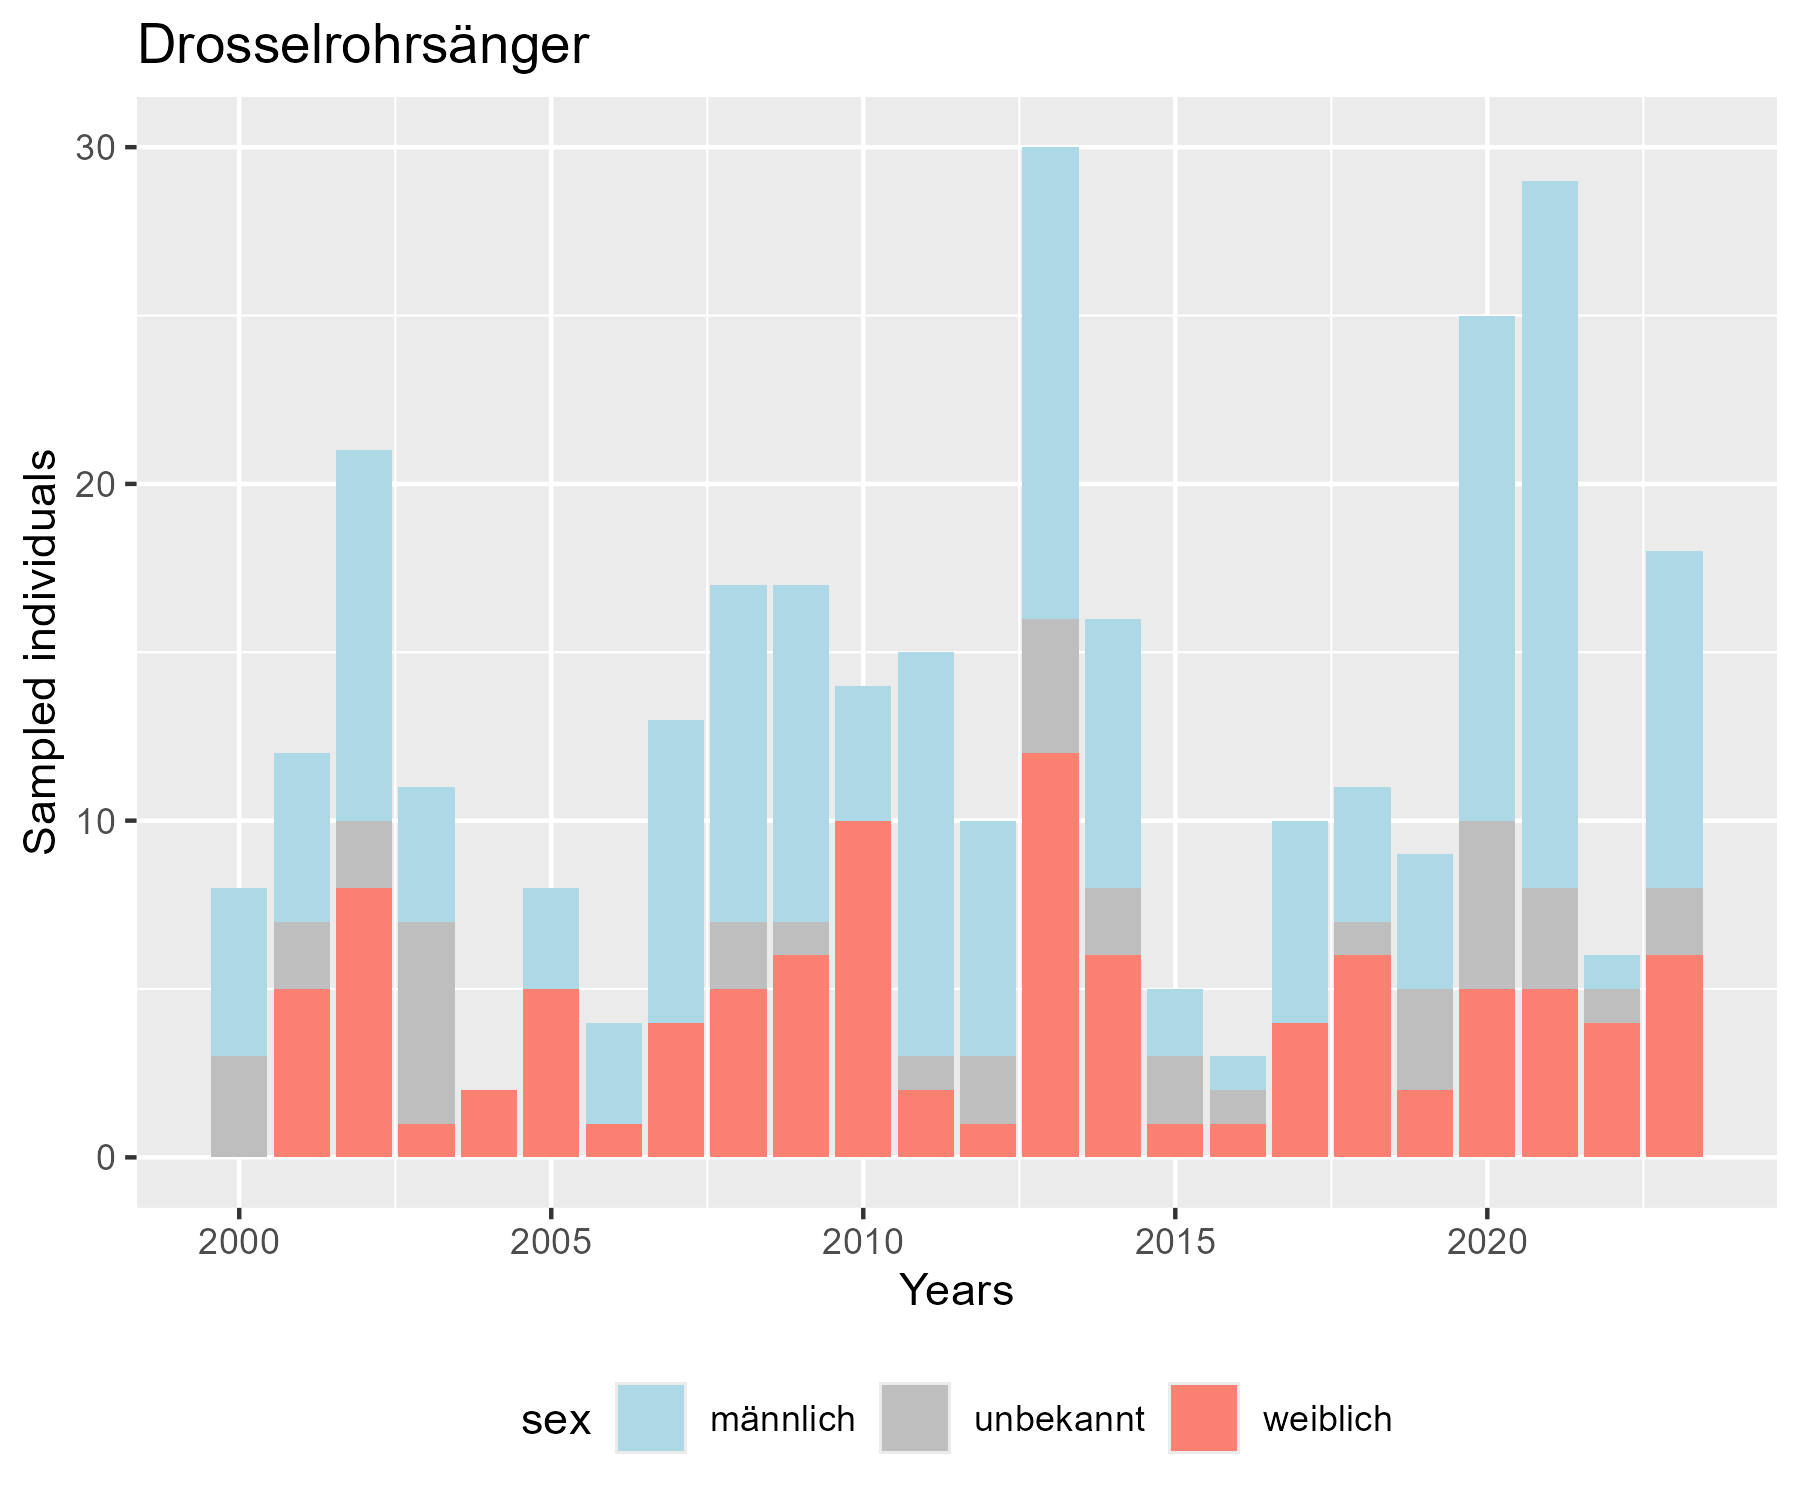 Drosselrohrsänger
30
20
10
0
Sampled individuals
2000 2005 2010 2015 2020
Years
sex männlich unbekannt weiblich